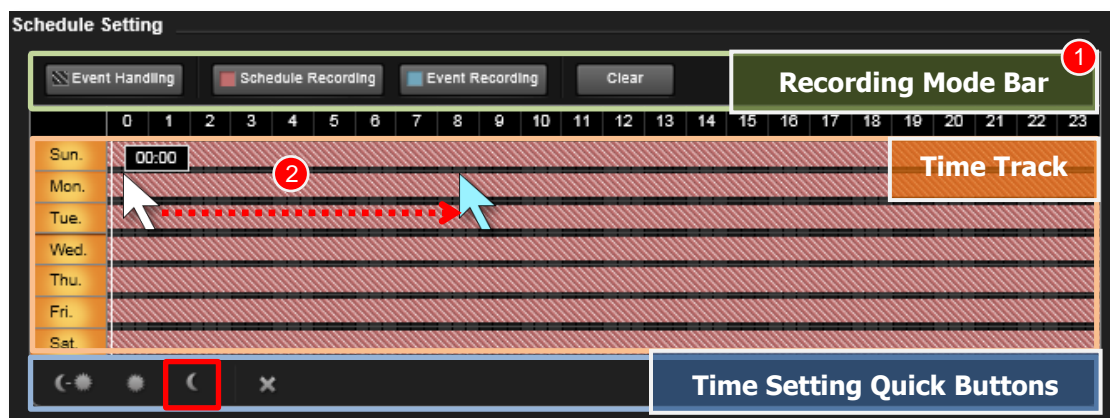 Schedule Setting
1
Event Handling Schedule Recording Event Recording Clear Recording Mode Bar
0 1 2 3 4 5 6 7 8 9 10 11 12 13 14 15 16 17 18 19 20 21 22 23
Sun. 00:00 Time Track
2
Mon.
Tue.
Wed.
Thu.
Fri.
Sat.
Time Setting Quick Buttons